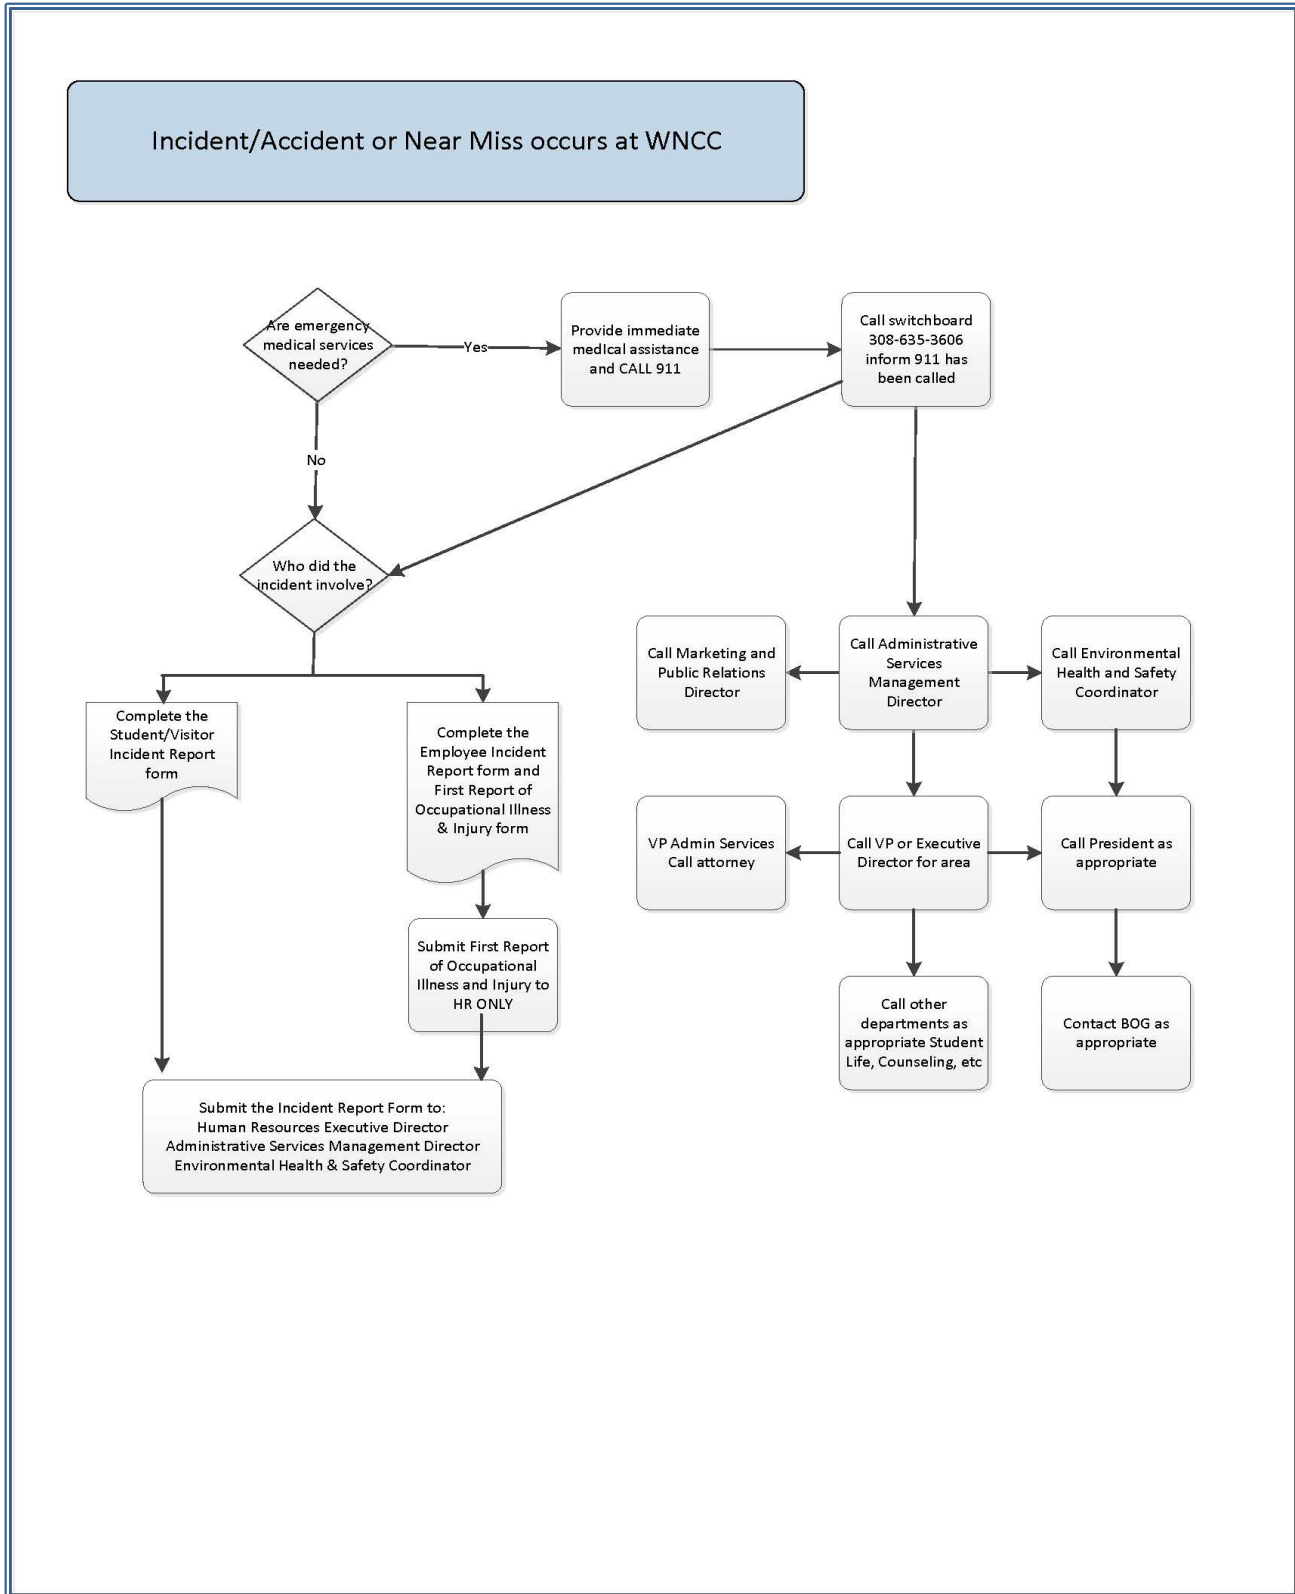 Incident/Accident or Near Miss occurs at WNCC
Are emergency
medical services
needed?
Yes
Provide immediate
medical assistance
and CALL 911
Call switchboard
308-635-3606
inform 911 has
been called
No
Who did the
incident involve?
Complete the
Student/Visitor
Incident Report
form
Complete the
Employee Incident
Report form and
First Report of
Occupational Illness
& Injury form
Submit First Report
of Occupational
Illness and Injury to
HR ONLY
Submit the Incident Report Form to:
Human Resources Executive Director
Administrative Services Management Director
Environmental Health & Safety Coordinator
Call Marketing and
Public Relations
Director
Call Administrative
Services
Management
Director
Call Environmental
Health and Safety
Coordinator
VP Admin Services
Call attorney
Call VP or Executive
Director for area
Call President as
appropriate
Call other
departments as
appropriate Student
Life, Counseling, etc
Contact BOG as
appropriate